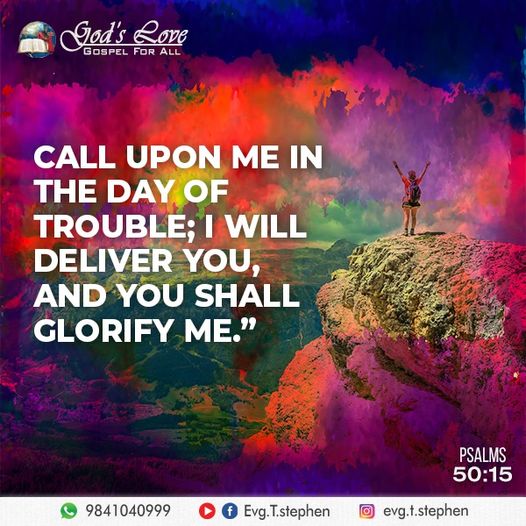 God's Love
GOSPEL FOR ALL
CALL UPON ME IN
THE DAY OF
TROUBLE; I WILL
DELIVER YOU,
AND YOU SHALL
GLORIFY ME.”
PSALMS
50:15
9841040999 Evg.T.stephen evg.t.stephen